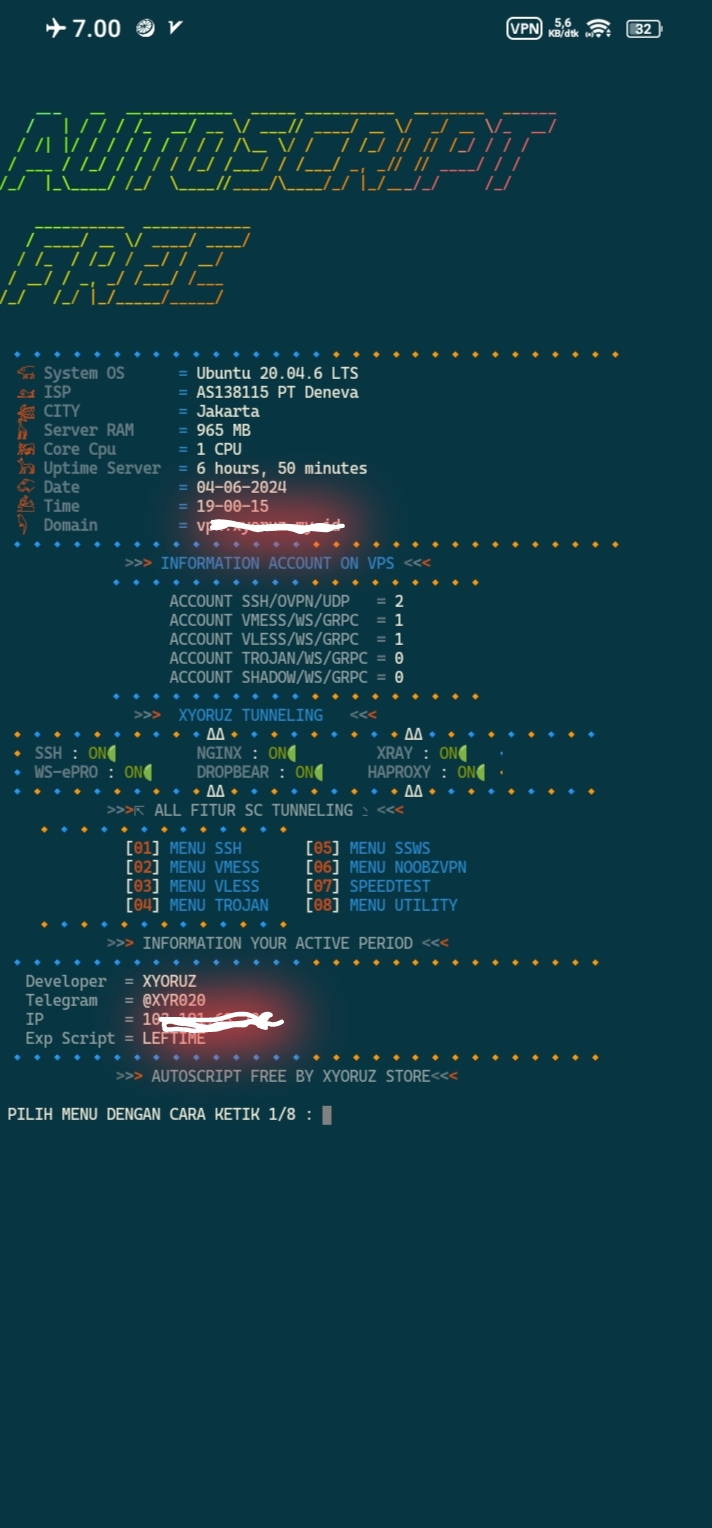 7.00 VPN 5,6 KB/dtk 32
AUTOSCRIPT
FREE
System OS = Ubuntu 20.04.6 LTS
ISP = AS138115 PT Deneva
CITY = Jakarta
Server RAM = 965 MB
Core Cpu = 1 CPU
Uptime Server = 6 hours, 50 minutes
Date = 04-06-2024
Time = 19-00-15
Domain =
>>> INFORMATION ACCOUNT ON VPS <<<
ACCOUNT SSH/OVPN/UDP = 2
ACCOUNT VMESS/WS/GRPC = 1
ACCOUNT VLESS/WS/GRPC = 1
ACCOUNT TROJAN/WS/GRPC = 0
ACCOUNT SHADOW/WS/GRPC = 0
>>> XYORUZ TUNNELING <<<
SSH : ON NGINX : ON XRAY : ON
WS-ePRO : ON DROPBEAR : ON HAPROXY : ON
>>> ALL FITUR SC TUNNELING <<<
[01] MENU SSH [05] MENU SSWS
[02] MENU VMESS [06] MENU NOOBZVPN
[03] MENU VLESS [07] SPEEDTEST
[04] MENU TROJAN [08] MENU UTILITY
>>> INFORMATION YOUR ACTIVE PERIOD <<<
Developer = XYORUZ
Telegram = @XYR020
IP =
Exp Script = LEFTIME
>>> AUTOSCRIPT FREE BY XYORUZ STORE<<<
PILIH MENU DENGAN CARA KETIK 1/8 :